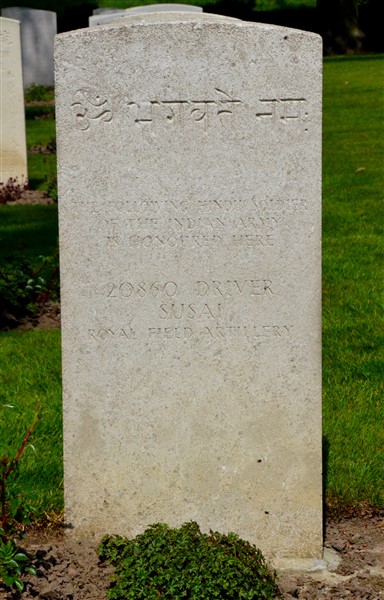 ॐ भगवते नमः
THE FOLLOWING HINDU SOLDIER
OF THE INDIAN ARMY
IS HONOURED HERE
20860 DRIVER
SUSAI
ROYAL FIELD ARTILLERY